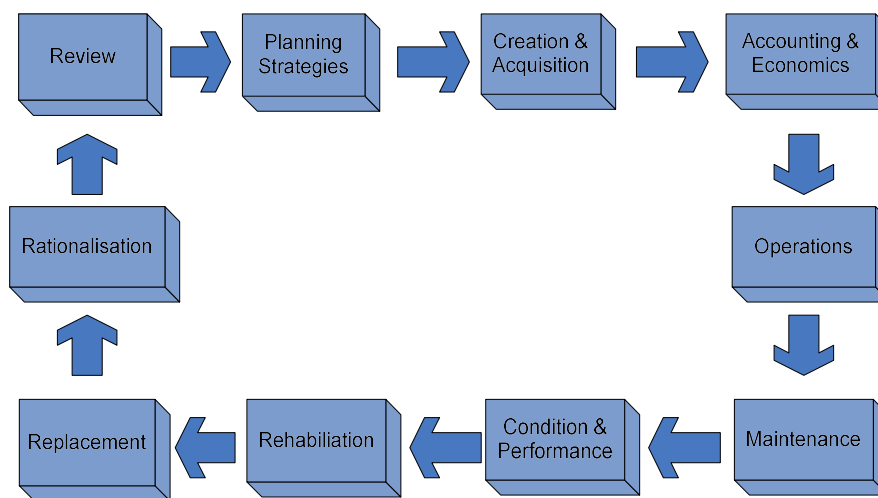 Review
Planning
Strategies
Creation &
Acquisition
Accounting &
Economics
Rationalisation
Operations
Replacement
Rehabiliation
Condition &
Performance
Maintenance